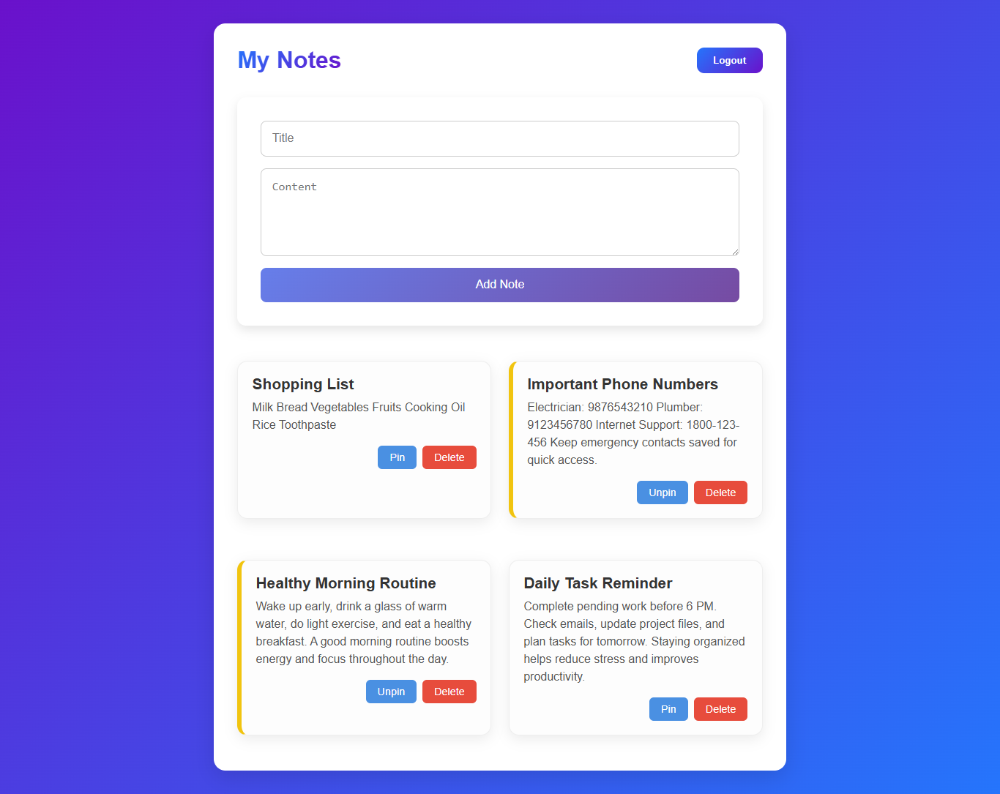 My Notes
Logout
Title
Content
Add Note
Shopping List
Milk Bread Vegetables Fruits Cooking Oil
Rice Toothpaste
Pin
Delete
Important Phone Numbers
Electrician: 9876543210 Plumber:
9123456780 Internet Support: 1800-123-
456 Keep emergency contacts saved for
quick access.
Unpin
Delete
Healthy Morning Routine
Wake up early, drink a glass of warm
water, do light exercise, and eat a healthy
breakfast. A good morning routine boosts
energy and focus throughout the day.
Unpin
Delete
Daily Task Reminder
Complete pending work before 6 PM.
Check emails, update project files, and
plan tasks for tomorrow. Staying organized
helps reduce stress and improves
productivity.
Pin
Delete